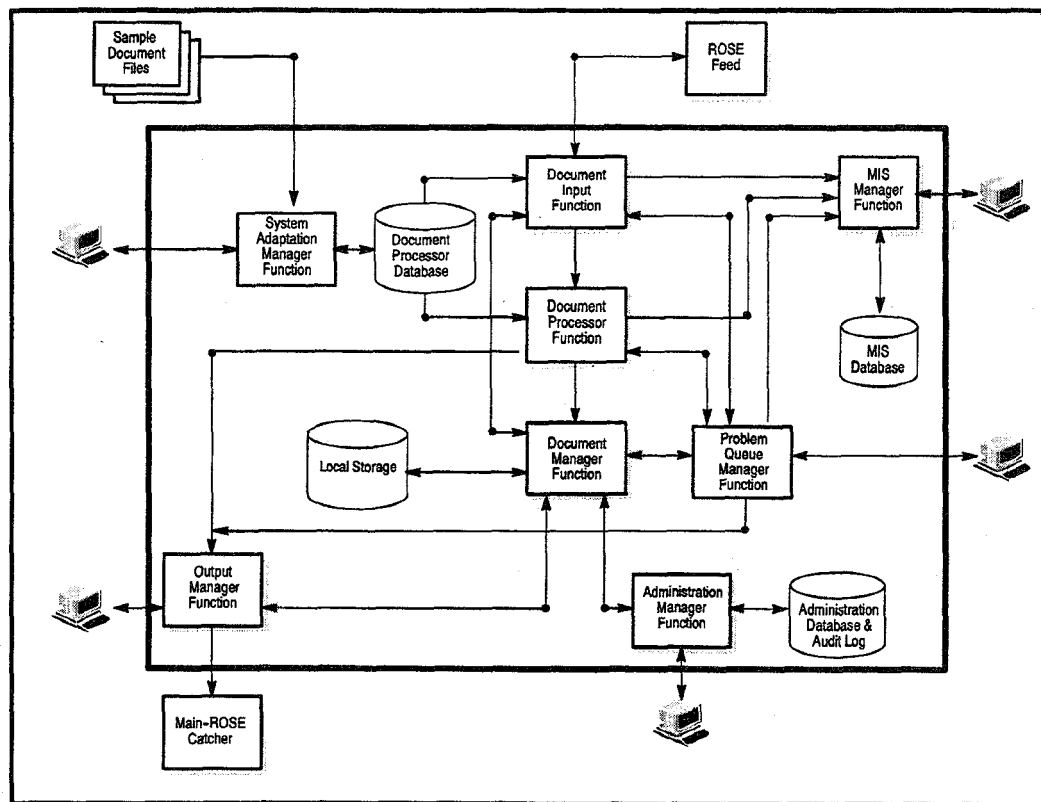 Sample
Document
Files
ROSE
Feed
Document
Input
Function
MIS
Manager
Function
System
Adaptation
Manager
Function
Document
Processor
Database
Document
Processor
Function
MIS
Database
Local Storage
Document
Manager
Function
Problem
Queue
Manager
Function
Output
Manager
Function
Administration
Manager
Function
Administration
Database &
Audit Log
Main-ROSE
Catcher